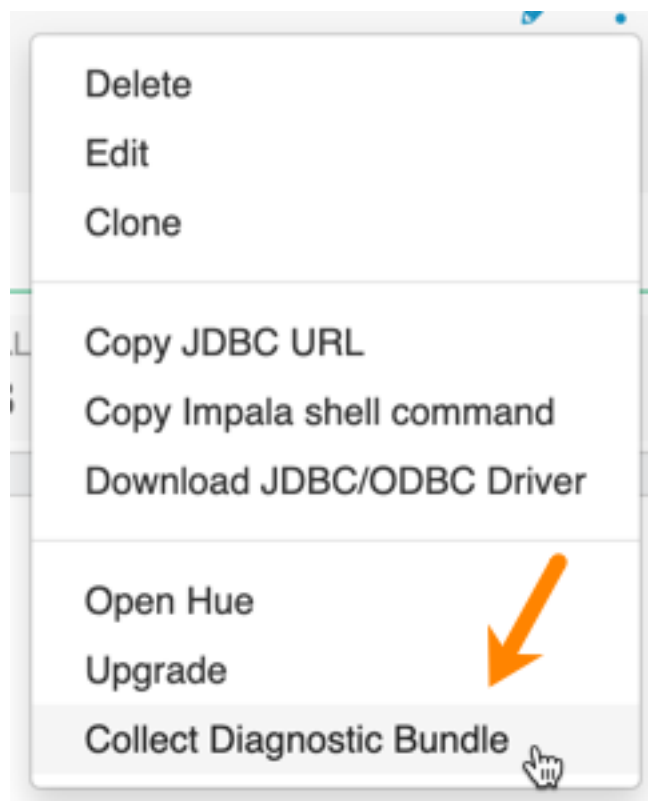 Delete
Edit
Clone
Copy JDBC URL
Copy Impala shell command
Download JDBC/ODBC Driver
Open Hue
Upgrade
Collect Diagnostic Bundle